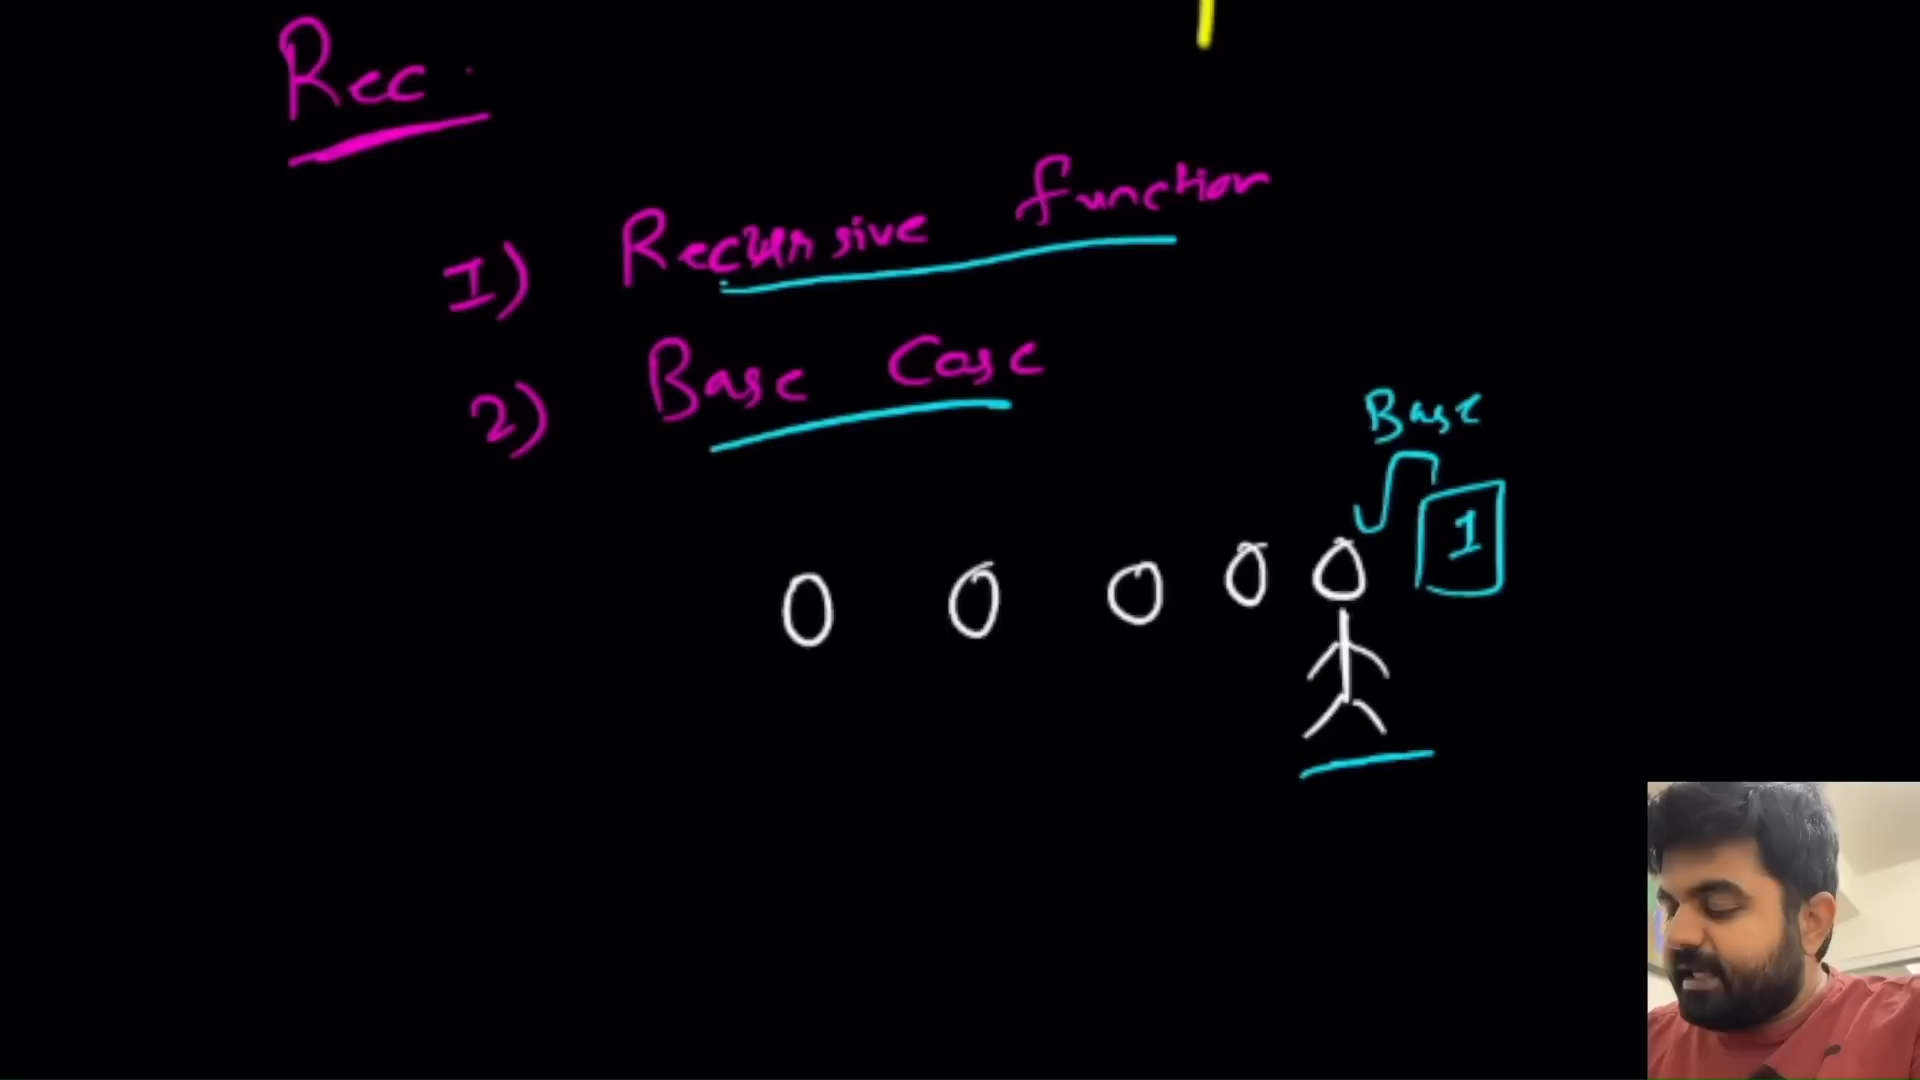 Rec.
1) Recursive function
2) Base Case
Base
1